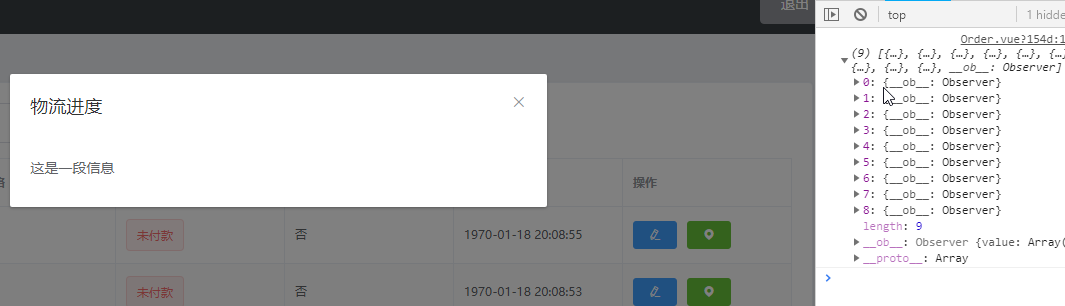 退出
物流进度
这是一段信息
操作
未付款 否 1970-01-18 20:08:55
未付款 否 1970-01-18 20:08:53
top 1 hidde
Order.vue?154d:1
(9) [{…}, {…}, {…}, {…}, {…}, {…
{…}, {…}, {…}, __ob__: Observer]
0: {__ob__: Observer}
1: {__ob__: Observer}
2: {__ob__: Observer}
3: {__ob__: Observer}
4: {__ob__: Observer}
5: {__ob__: Observer}
6: {__ob__: Observer}
7: {__ob__: Observer}
8: {__ob__: Observer}
length: 9
__ob__: Observer {value: Array(
__proto__: Array